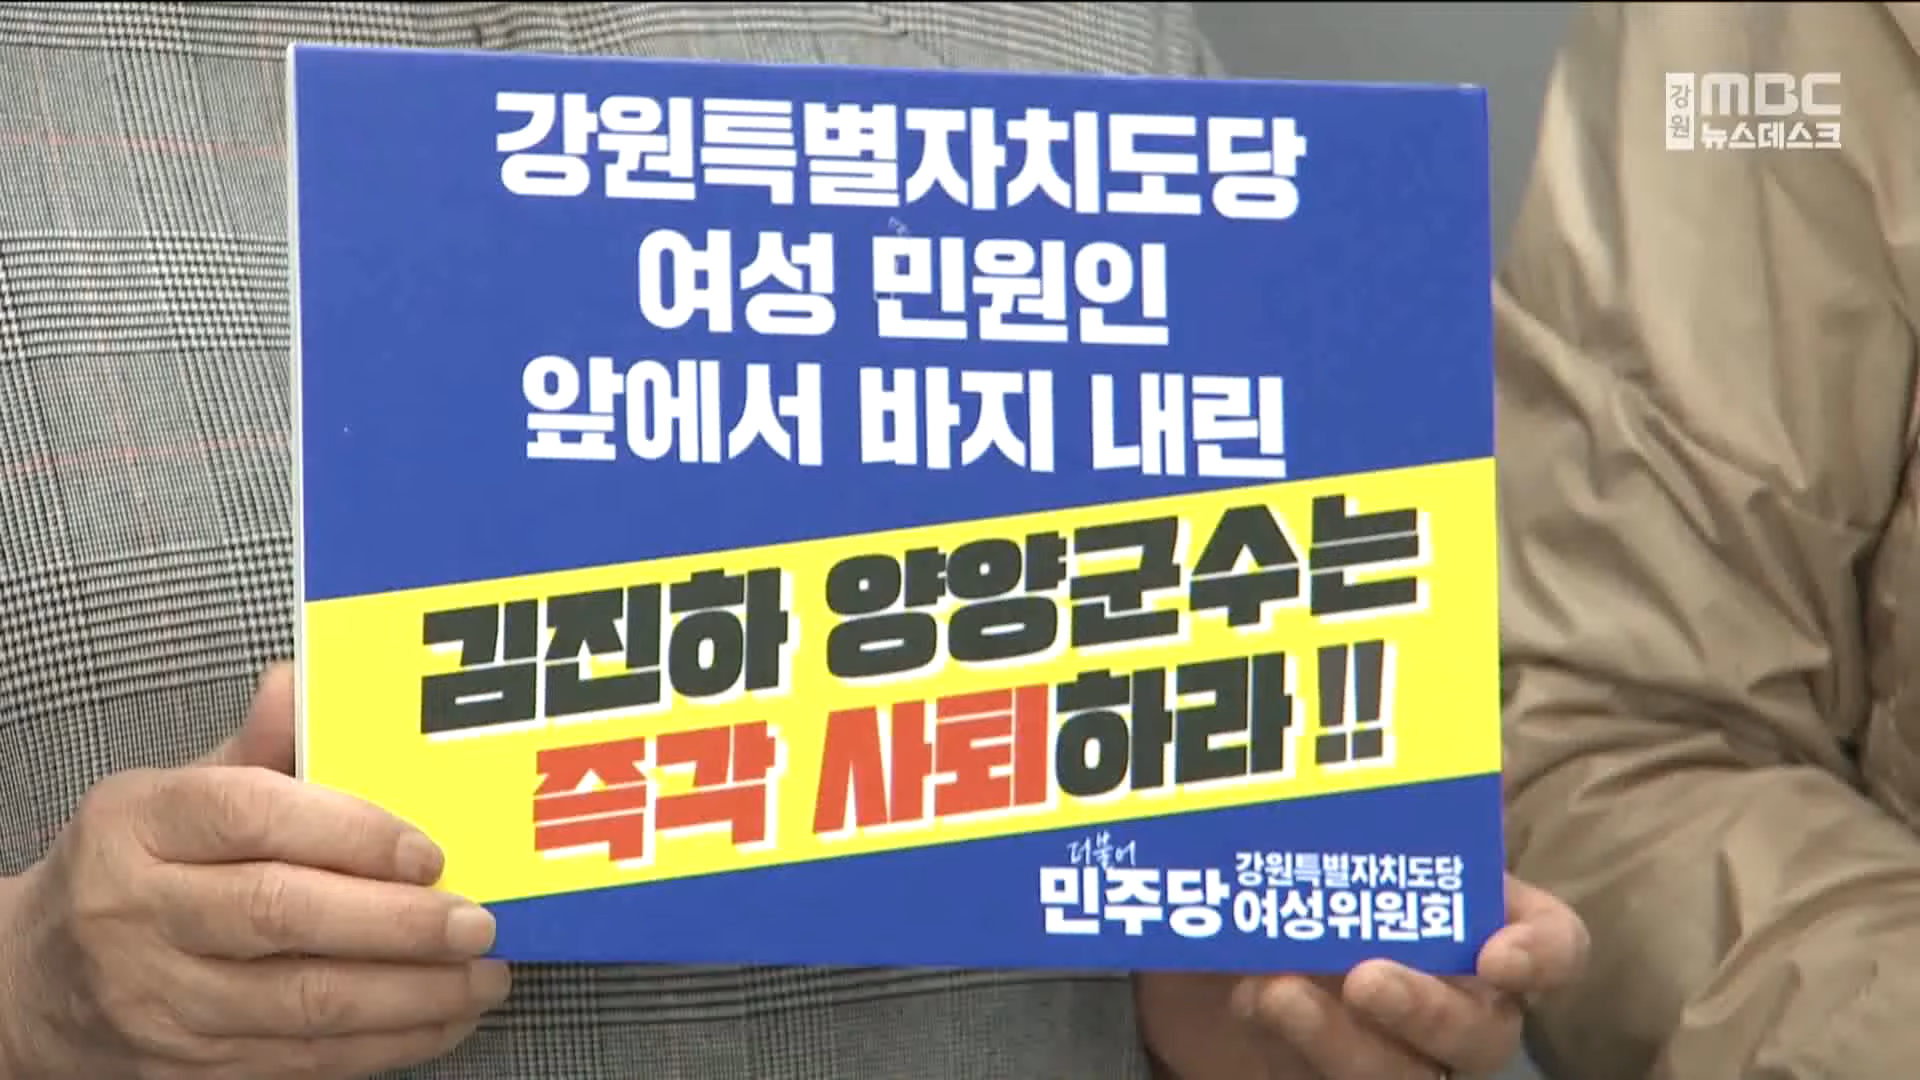 강원 MBC
뉴스데스크
강원특별자치도당
여성 민원인
앞에서 바지 내린
김진하 양양군수는
즉각 사퇴하라!!
더불어
민주당 강원특별자치도당
여성위원회